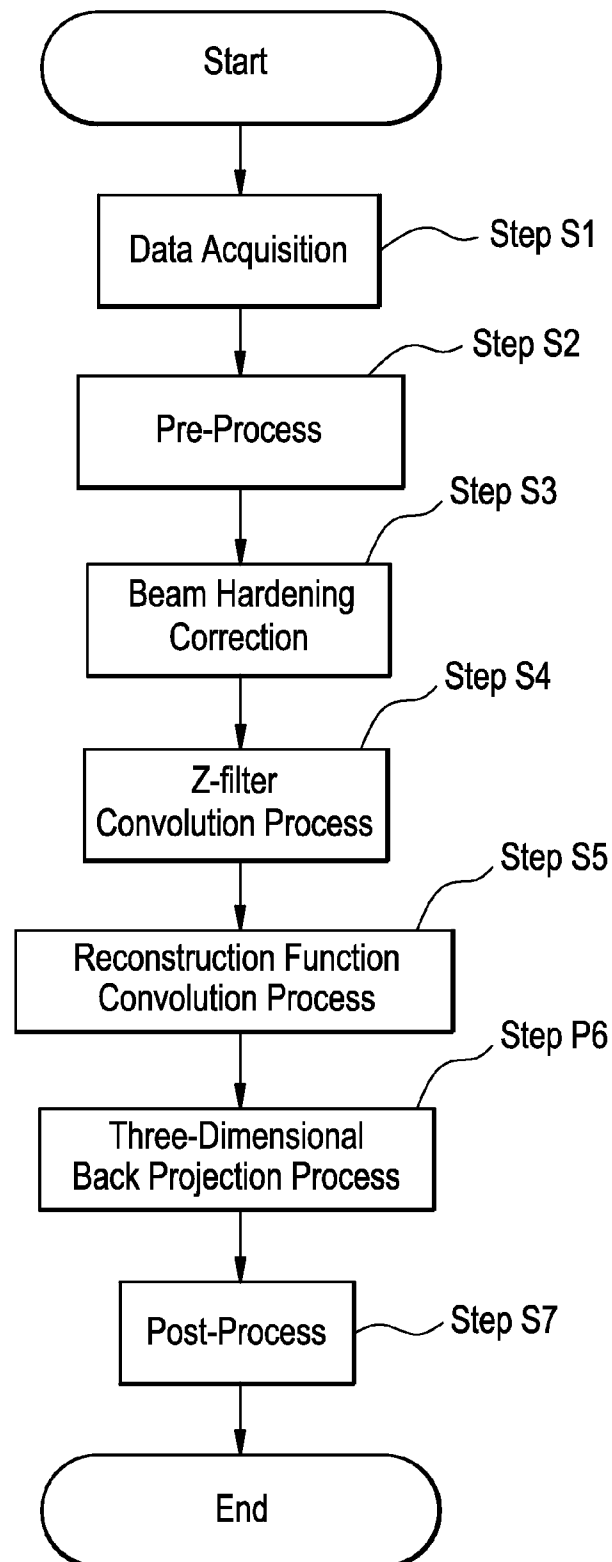 Start
Data Acquisition
Step S1
Step S2
Pre-Process
Step S3
Beam Hardening
Correction
Step S4
Z-filter
Convolution Process
Step S5
Reconstruction Function
Convolution Process
Step P6
Three-Dimensional
Back Projection Process
Post-Process
Step S7
End